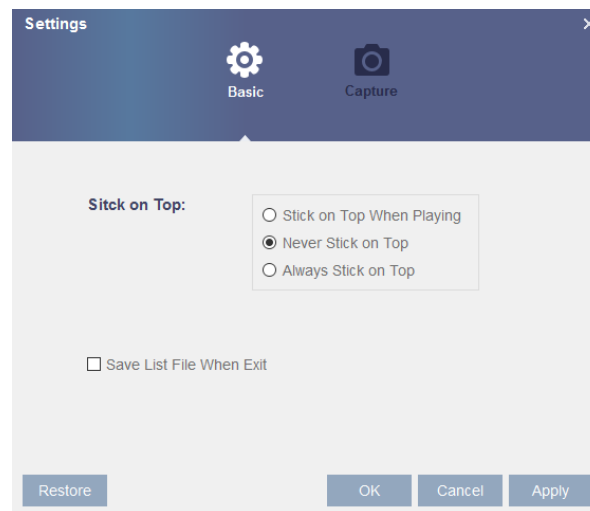 Settings
Basic
Capture
Sitck on Top:
Stick on Top When Playing
Never Stick on Top
Always Stick on Top
Save List File When Exit
Restore
OK
Cancel
Apply